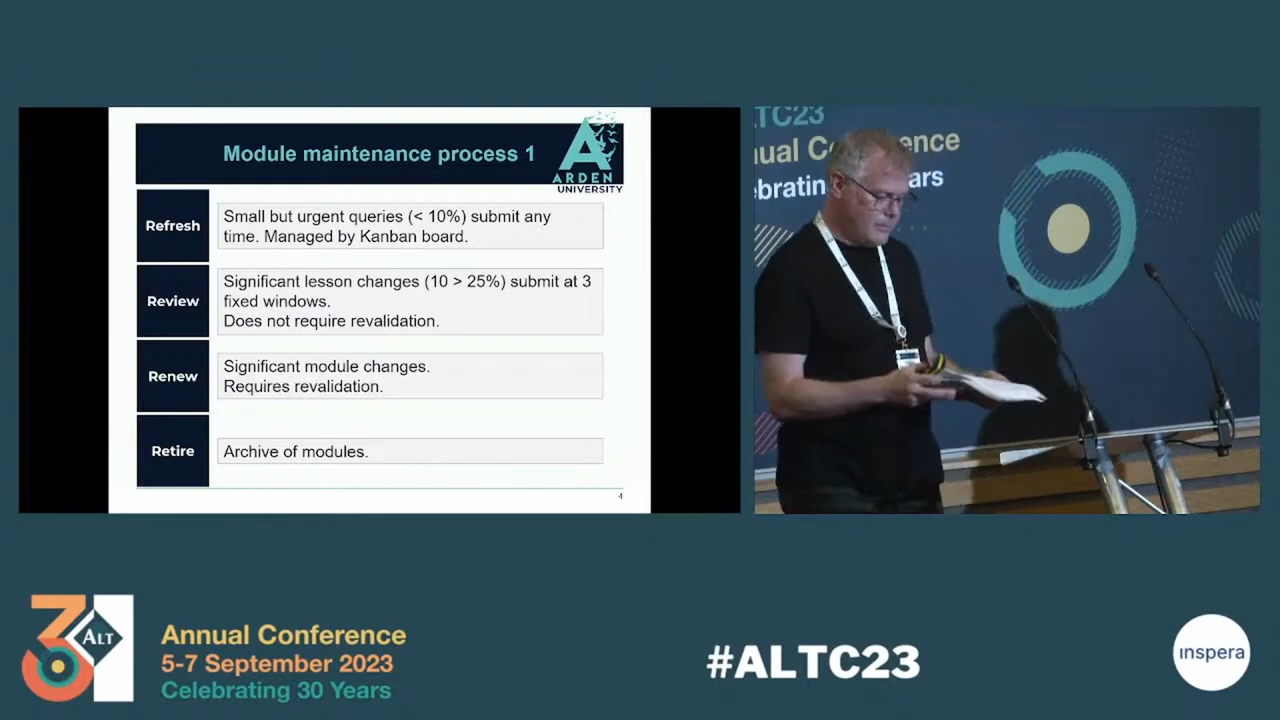 Module maintenance process 1
A
ARDEN
UNIVERSITY
Refresh
Small but urgent queries (< 10%) submit any
time. Managed by Kanban board.
Review
Significant lesson changes (10 > 25%) submit at 3
fixed windows.
Does not require revalidation.
Renew
Significant module changes.
Requires revalidation.
Retire
Archive of modules.
4
LTC23
nual Co ence
ebratin ars
31
ALT
Annual Conference
5-7 September 2023
Celebrating 30 Years
#ALTC23
inspera